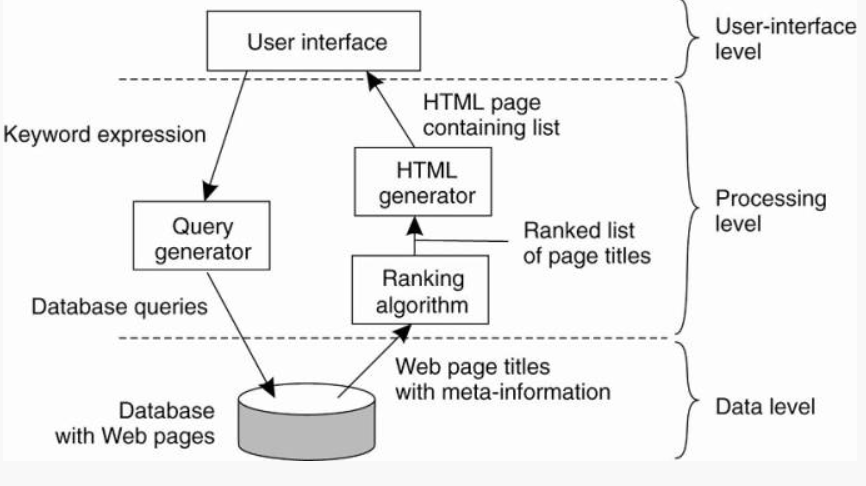 User interface
User-interface
level
Keyword expression
HTML page
containing list
HTML
generator
Query
generator
Processing
level
Ranked list
of page titles
Ranking
algorithm
Database queries
Web page titles
with meta-information
Database
with Web pages
Data level